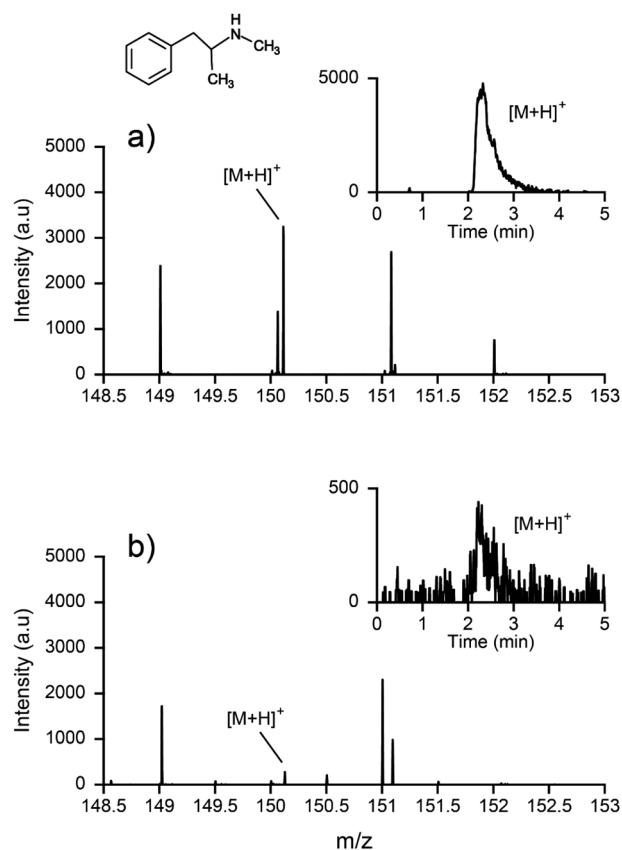 H
N
CH3
CH3
a)
5000
[M+H]+
0
0 1 2 3 4 5
Time (min)
5000
4000
3000
2000
1000
0
Intensity (a.u)
[M+H]+
148.5 149 149.5 150 150.5 151 151.5 152 152.5 153
b)
500
[M+H]+
0
0 1 2 3 4 5
Time (min)
5000
4000
3000
2000
1000
0
Intensity (a.u)
[M+H]+
148.5 149 149.5 150 150.5 151 151.5 152 152.5 153
m/z